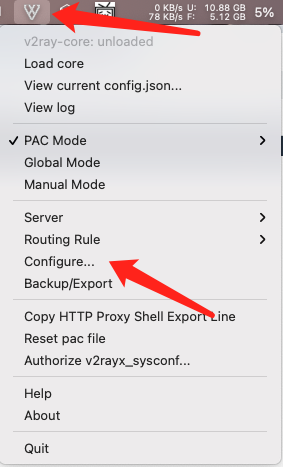 0 KB/s U: 10.88 GB
78 KB/s F: 5.12 GB
5%
v2ray-core: unloaded
Load core
View current config.json...
View log
✓ PAC Mode >
Global Mode
Manual Mode
Server >
Routing Rule >
Configure...
Backup/Export
Copy HTTP Proxy Shell Export Line
Reset pac file
Authorize v2rayx_sysconf...
Help
About
Quit